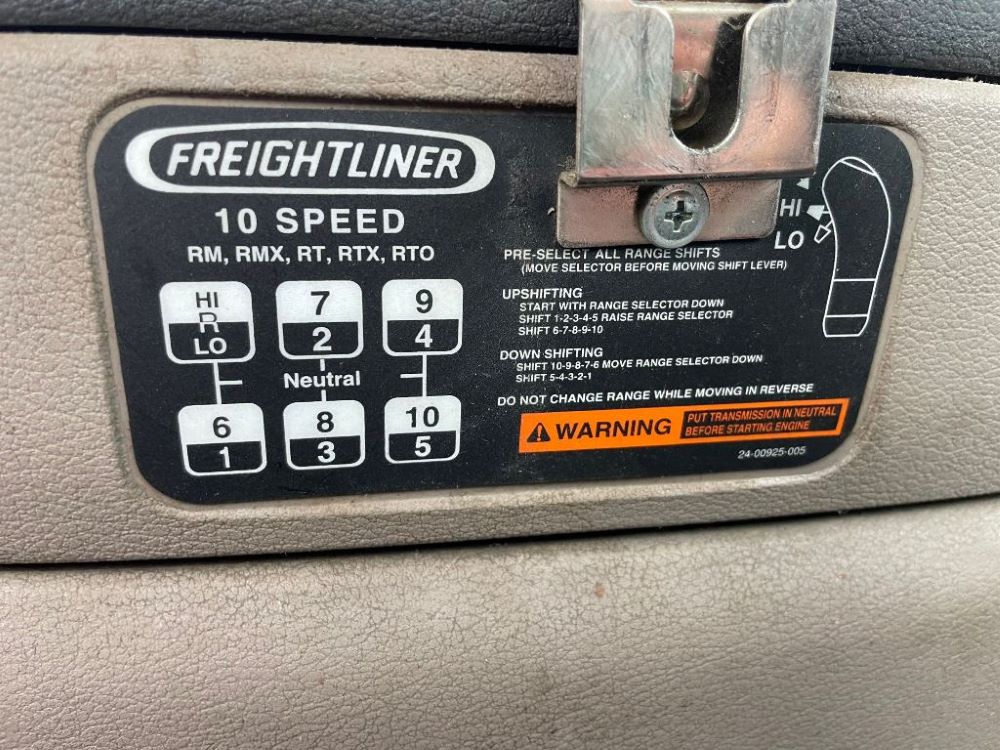 FREIGHTLINER
10 SPEED
RM, RMX, RT, RTX, RTO
HI
R
LO
7
2
9
4
Neutral
6
1
8
3
10
5
HI
LO
PRE-SELECT ALL RANGE SHIFTS
(MOVE SELECTOR BEFORE MOVING SHIFT LEVER)
UPSHIFTING
START WITH RANGE SELECTOR DOWN
SHIFT 1-2-3-4-5 RAISE RANGE SELECTOR
SHIFT 6-7-8-9-10
DOWN SHIFTING
SHIFT 10-9-8-7-6 MOVE RANGE SELECTOR DOWN
SHIFT 5-4-3-2-1
DO NOT CHANGE RANGE WHILE MOVING IN REVERSE
WARNING
PUT TRANSMISSION IN NEUTRAL
BEFORE STARTING ENGINE
24-00925-005